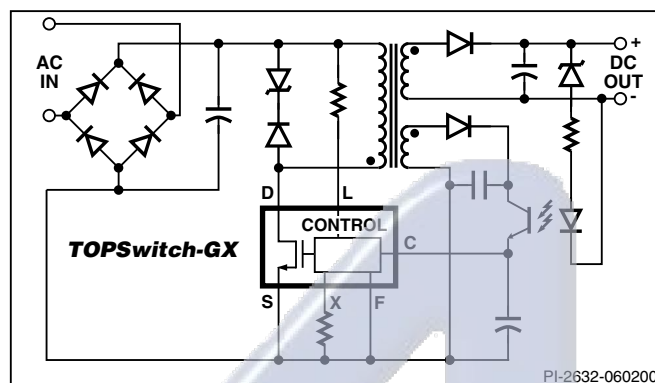 AC
IN
+
DC
OUT
-
D
L
CONTROL
TOPSwitch-GX
C
S
X
F
PI-2632-060200